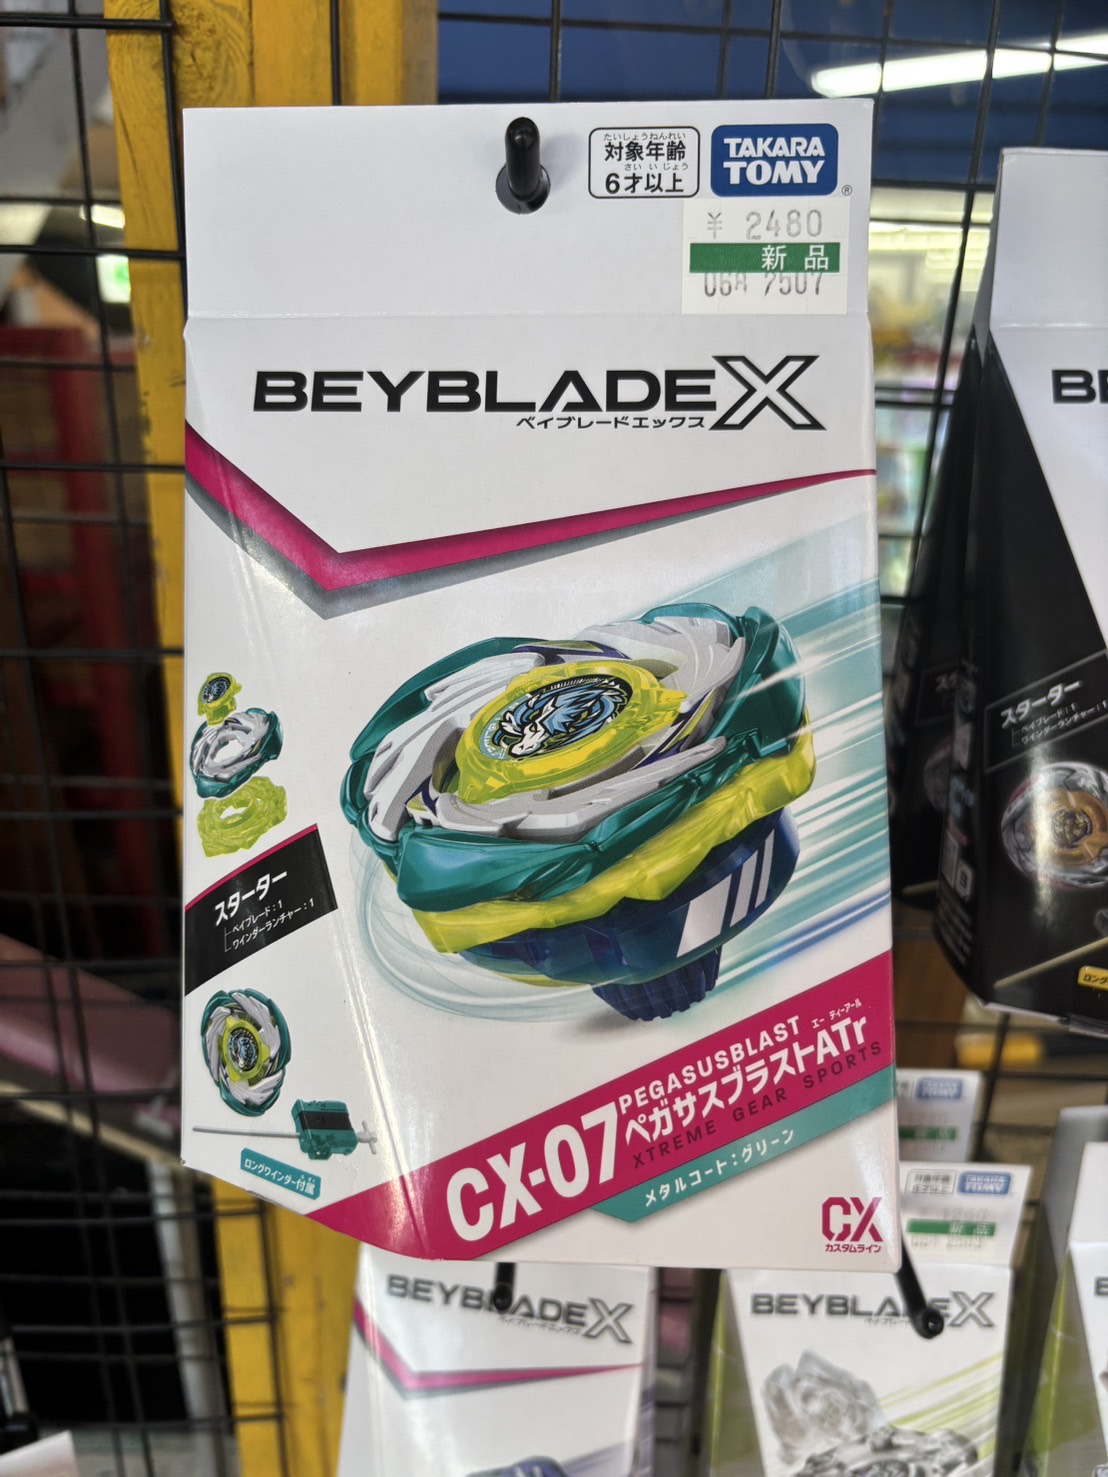 たいしょうねんれい
対象年齢
さい いじょう
6才以上
TAKARA
TOMY
®
¥ 2480
新品
BEYBLADE X
ベイブレードエックス
スターター
ベイブレード:1
ワインダーランチャー:1
ロングワインダー付属
PEGASUSBLAST
エー ティーアール
CX-07 ペガサスブラストATr
XTREME GEAR SPORTS
メタルコート:グリーン
CX
カスタムライン
BE
スターター
ベイブレード:1
ワインダーランチャー:1
BEYBLADE X
BEYBLADE X
ベイブレードエックス
TAKARA
TOMY
新品